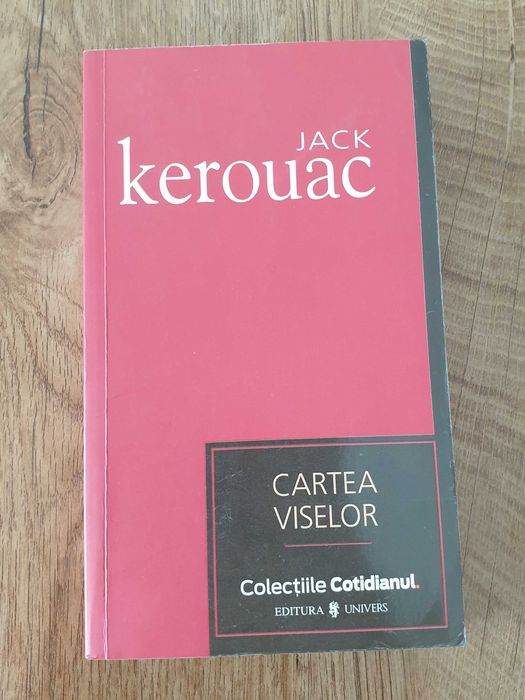 JACK
kerouac
CARTEA
VISELOR
Colecțiile Cotidianul.
EDITURA UNIVERS